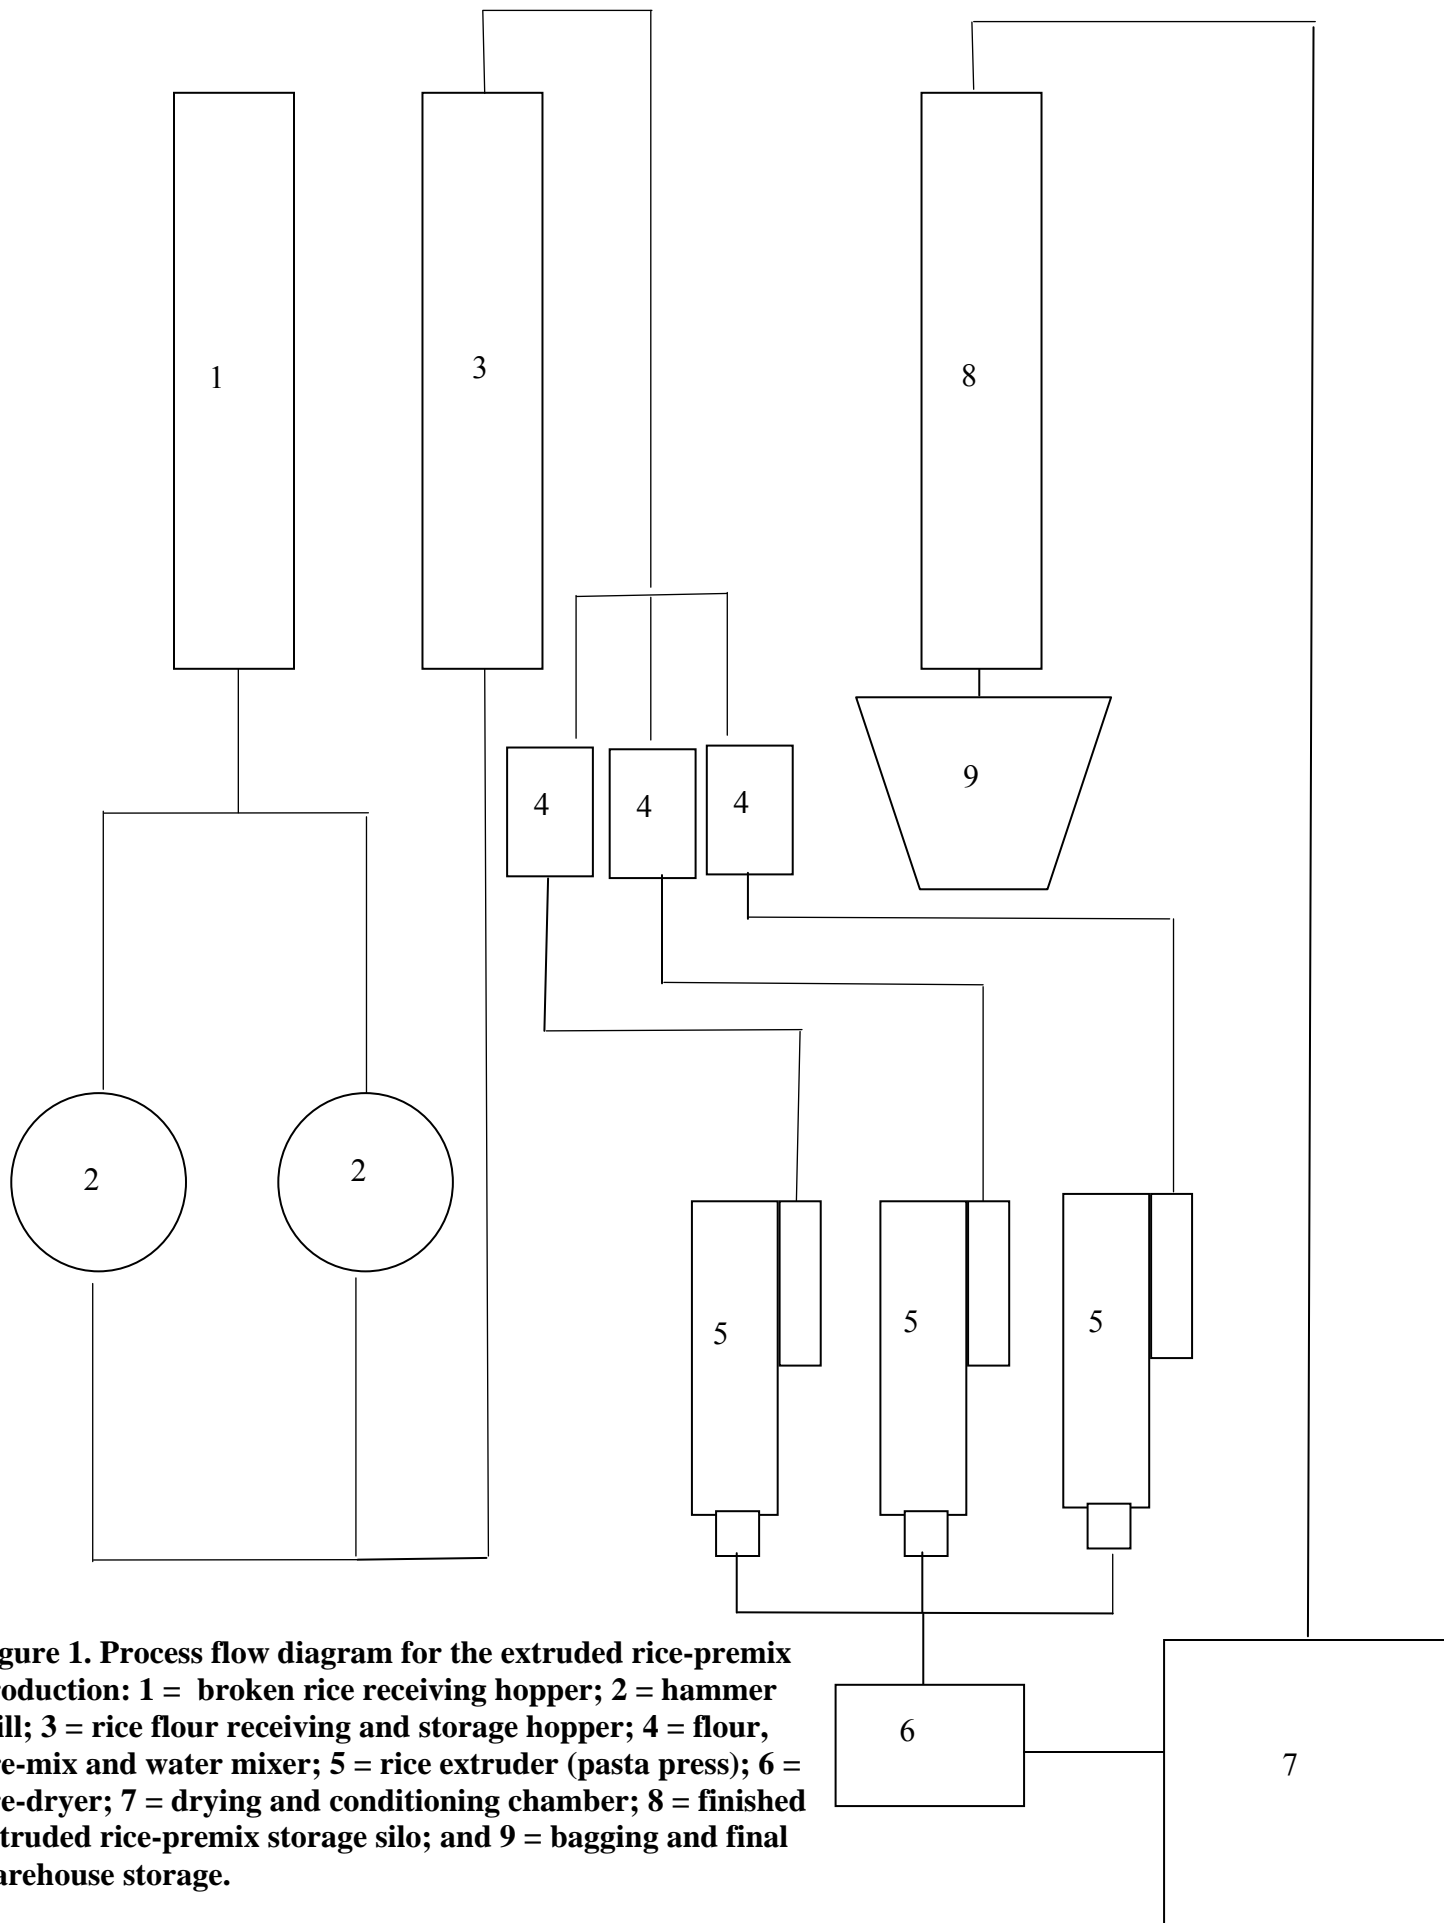 1
3
8
4
4
4
9
2
2
5
5
5
6
7
gure 1. Process flow diagram for the extruded rice-premix
oduction: 1 = broken rice receiving hopper; 2 = hammer
ill; 3 = rice flour receiving and storage hopper; 4 = flour,
e-mix and water mixer; 5 = rice extruder (pasta press); 6 =
e-dryer; 7 = drying and conditioning chamber; 8 = finished
truded rice-premix storage silo; and 9 = bagging and final
arehouse storage.